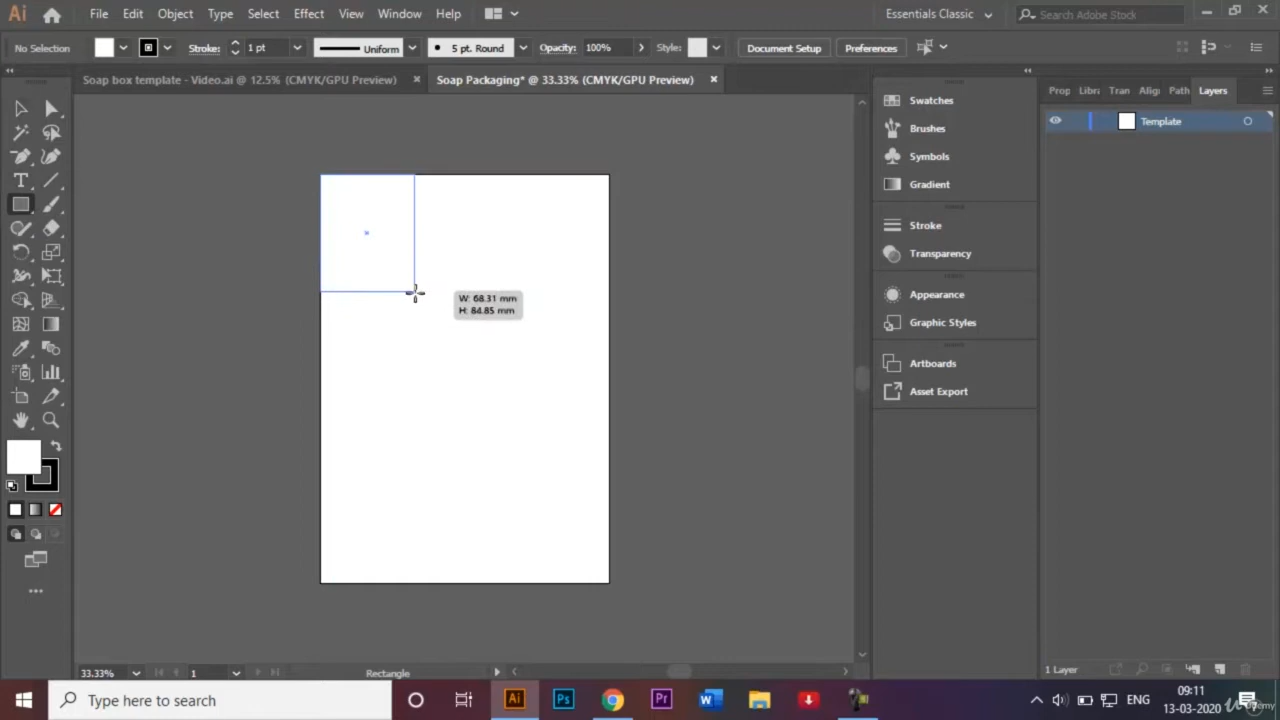 Ai File Edit Object Type Select Effect View Window Help Essentials Classic Search Adobe Stock
No Selection Stroke: 1 pt Uniform 5 pt. Round Opacity: 100% Style: Document Setup Preferences
Soap box template - Video.ai @ 12.5% (CMYK/GPU Preview) × Soap Packaging* @ 33.33% (CMYK/GPU Preview) ×
Prop Libra Tran Align Path Layers
Swatches
Template
Brushes
Symbols
Gradient
Stroke
Transparency
Appearance
Graphic Styles
W: 68.31 mm
H: 84.85 mm
Artboards
Asset Export
33.33% 1 Rectangle 1 Layer
Type here to search Ai Ps Pr W ENG 09:11
13-03-2020
Udemy